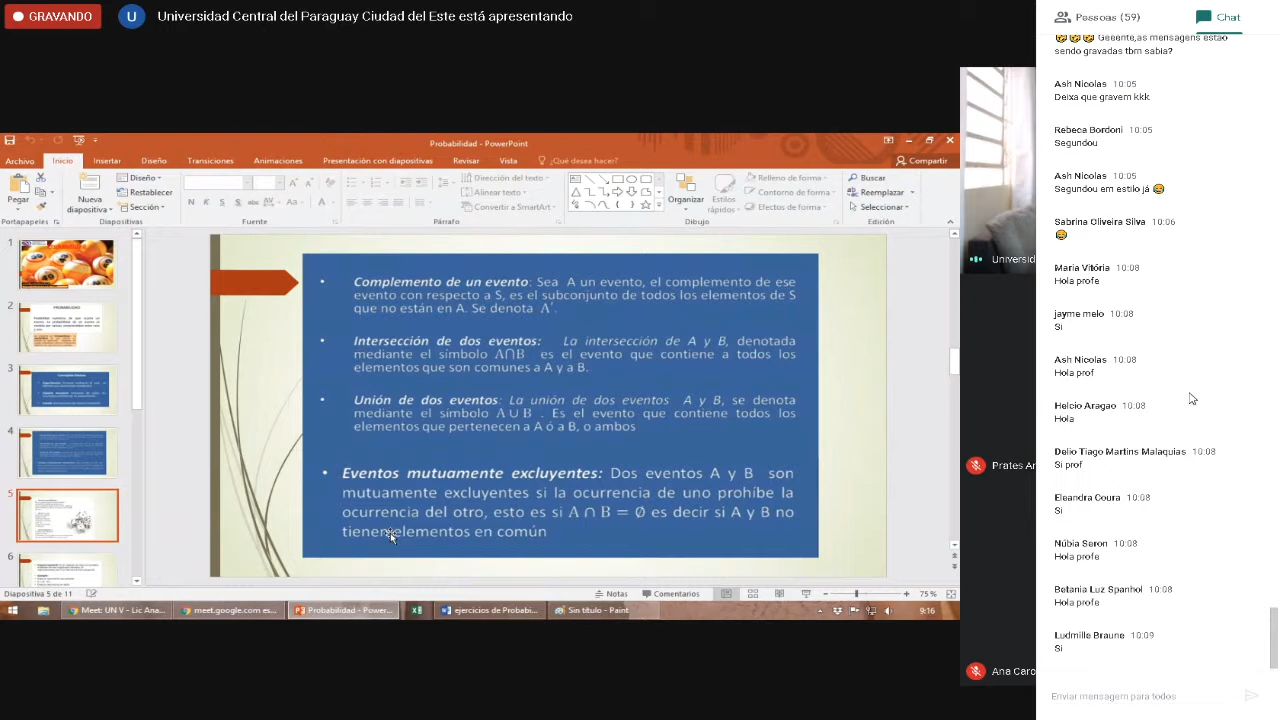 GRAVANDO
U
Universidad Central del Paraguay Ciudad del Este está apresentando
Pessoas (59)
Chat
Probabilidad - PowerPoint
Archivo Inicio Insertar Diseño Transiciones Animaciones Presentación con diapositivas Revisar Vista ¿Qué desea hacer? Compartir
Pegar
Nueva diapositiva
Diseño
Restablecer
Sección
N K S
Dirección del texto
Alinear texto
Convertir a SmartArt
Organizar
Estilos rápidos
Relleno de forma
Contorno de forma
Efectos de forma
Buscar
Reemplazar
Seleccionar
Portapapeles Diapositivas Fuente Párrafo Dibujo Edición
1
2
PROBABILIDAD
3
4
5
6
• Complemento de un evento: Sea A un evento, el complemento de ese
evento con respecto a S, es el subconjunto de todos los elementos de S
que no están en A. Se denota A′.
• Intersección de dos eventos: La intersección de A y B, denotada
mediante el símbolo A∩B es el evento que contiene a todos los
elementos que son comunes a A y a B.
• Unión de dos eventos: La unión de dos eventos A y B, se denota
mediante el símbolo A ∪ B . Es el evento que contiene todos los
elementos que pertenecen a A ó a B, o ambos
• Eventos mutuamente excluyentes: Dos eventos A y B son
mutuamente excluyentes si la ocurrencia de uno prohíbe la
ocurrencia del otro, esto es si A ∩ B = ∅ es decir si A y B no
tienen elementos en común
Diapositiva 5 de 11
Notas
Comentarios
75 %
Meet: UN V - Lic Ana...
meet.google.com es...
Probabilidad - Power...
ejercicios de Probabi...
Sin título - Paint
9:16
Universid
Prates Ar
Ana Caro
Geeente,as mensagens estão
sendo gravadas tbm sabia?
Ash Nicolas 10:05
Deixa que gravem kkk
Rebeca Bordoni 10:05
Segundou
Ash Nicolas 10:05
Segundou em estilo já 😂
Sabrina Oliveira Silva 10:06
😂
Maria Vitória 10:08
Hola profe
jayme melo 10:08
Si
Ash Nicolas 10:08
Hola prof
Helcio Aragao 10:08
Hola
Delio Tiago Martins Malaquias 10:08
Si prof
Eleandra Coura 10:08
Si
Núbia Seron 10:08
Hola profe
Betania Luz Spanhol 10:08
Hola profe
Ludmille Braune 10:09
Si
Enviar mensagem para todos